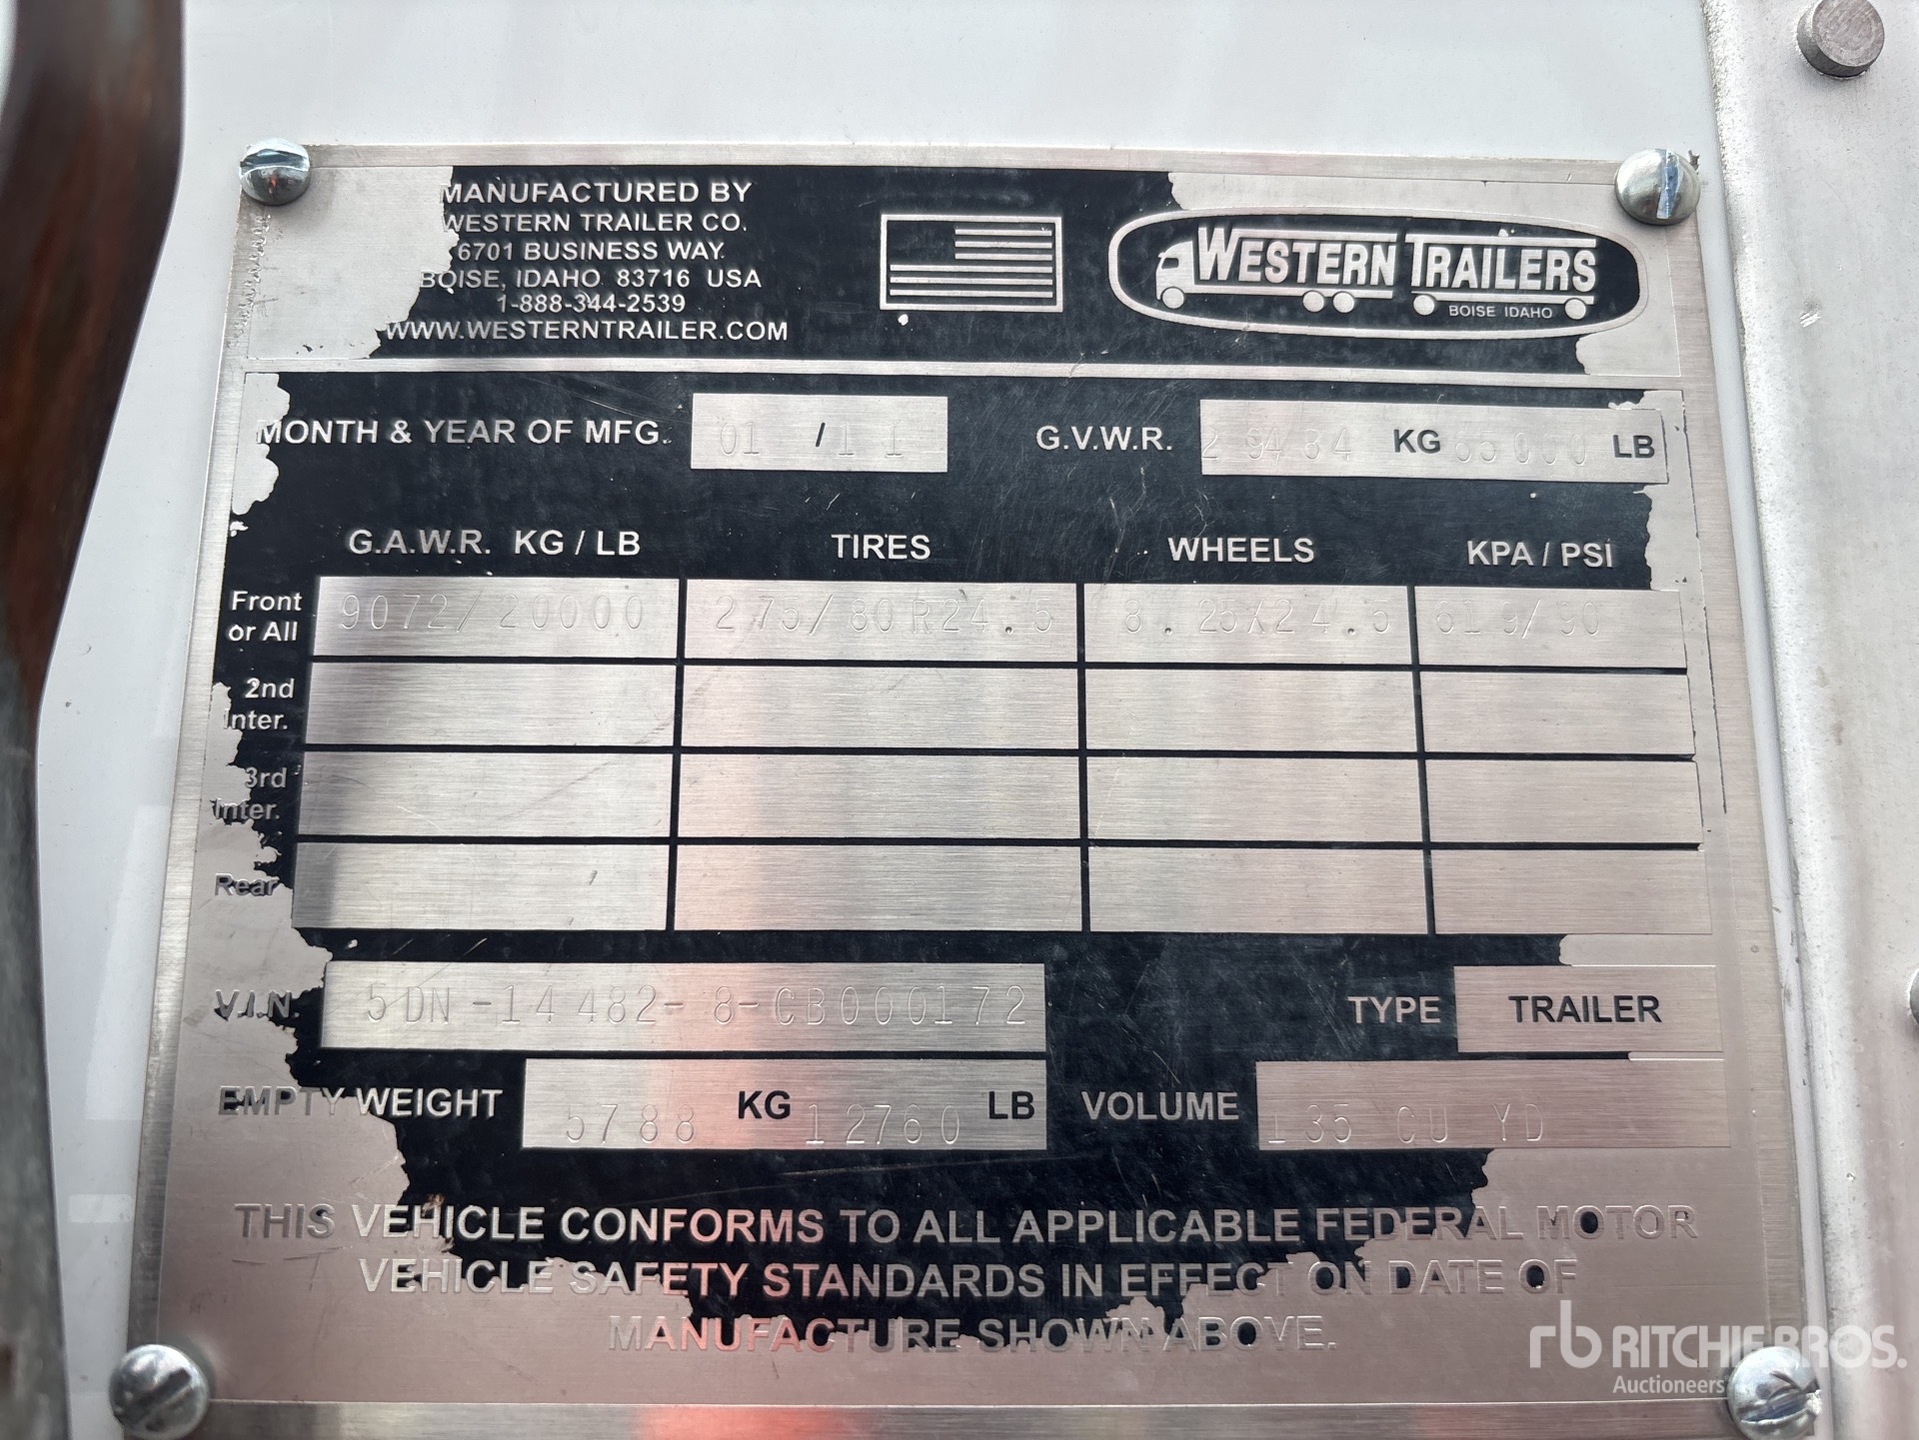 MANUFACTURED BY
WESTERN TRAILER CO.
6701 BUSINESS WAY.
BOISE, IDAHO 83716 USA
1-888-344-2539
WWW.WESTERNTRAILER.COM
WESTERN TRAILERS
BOISE IDAHO
MONTH & YEAR OF MFG. 01 / 11 G.V.W.R. 29484 KG 65000 LB
G.A.W.R. KG / LB TIRES WHEELS KPA / PSI
Front or All 9072/20000 275/80R24.5 8.25X24.5 619/90
2nd Inter.
3rd Inter.
Rear
V.I.N. 5DN-14482-8-CB000172 TYPE TRAILER
EMPTY WEIGHT 5788 KG 12760 LB VOLUME 135 CU YD
THIS VEHICLE CONFORMS TO ALL APPLICABLE FEDERAL MOTOR
VEHICLE SAFETY STANDARDS IN EFFECT ON DATE OF
MANUFACTURE SHOWN ABOVE.
rb RITCHIE BROS.
Auctioneers